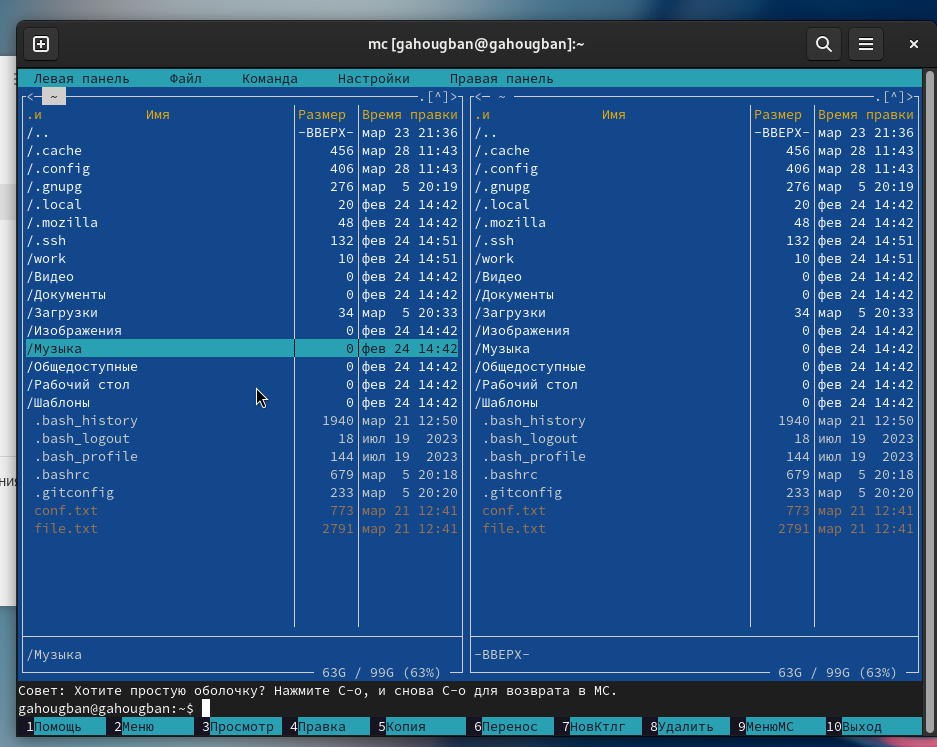 mc [gahougban@gahougban]:~
Левая панель Файл Команда Настройки Правая панель
<─ ~ .[^]> <─ ~ .[^]>
.и Имя Размер Время правки .и Имя Размер Время правки
/.. -ВВЕРХ- мар 23 21:36 /.. -ВВЕРХ- мар 23 21:36
/.cache 456 мар 28 11:43 /.cache 456 мар 28 11:43
/.config 406 мар 28 11:43 /.config 406 мар 28 11:43
/.gnupg 276 мар 5 20:19 /.gnupg 276 мар 5 20:19
/.local 20 фев 24 14:42 /.local 20 фев 24 14:42
/.mozilla 48 фев 24 14:42 /.mozilla 48 фев 24 14:42
/.ssh 132 фев 24 14:51 /.ssh 132 фев 24 14:51
/work 10 фев 24 14:51 /work 10 фев 24 14:51
/Видео 0 фев 24 14:42 /Видео 0 фев 24 14:42
/Документы 0 фев 24 14:42 /Документы 0 фев 24 14:42
/Загрузки 34 мар 5 20:33 /Загрузки 34 мар 5 20:33
/Изображения 0 фев 24 14:42 /Изображения 0 фев 24 14:42
/Музыка 0 фев 24 14:42 /Музыка 0 фев 24 14:42
/Общедоступные 0 фев 24 14:42 /Общедоступные 0 фев 24 14:42
/Рабочий стол 0 фев 24 14:42 /Рабочий стол 0 фев 24 14:42
/Шаблоны 0 фев 24 14:42 /Шаблоны 0 фев 24 14:42
.bash_history 1940 мар 21 12:50 .bash_history 1940 мар 21 12:50
.bash_logout 18 июл 19 2023 .bash_logout 18 июл 19 2023
.bash_profile 144 июл 19 2023 .bash_profile 144 июл 19 2023
.bashrc 679 мар 5 20:18 .bashrc 679 мар 5 20:18
.gitconfig 233 мар 5 20:20 .gitconfig 233 мар 5 20:20
conf.txt 773 мар 21 12:41 conf.txt 773 мар 21 12:41
file.txt 2791 мар 21 12:41 file.txt 2791 мар 21 12:41
/Музыка -ВВЕРХ-
63G / 99G (63%) 63G / 99G (63%)
Совет: Хотите простую оболочку? Нажмите C-o, и снова C-o для возврата в MC.
gahougban@gahougban:~$
1Помощь 2Меню 3Просмотр 4Правка 5Копия 6Перенос 7НовКтлг 8Удалить 9МенюMC 10Выход